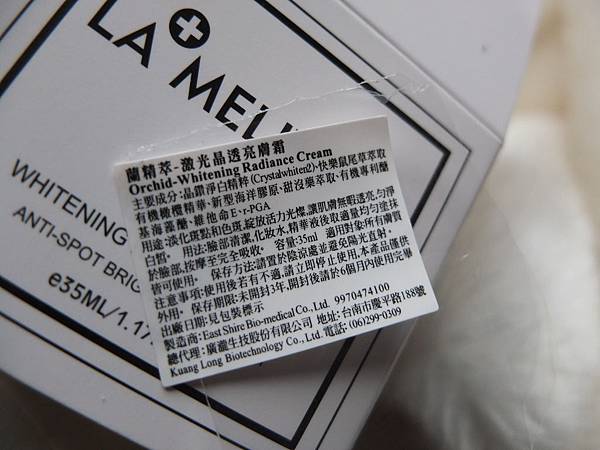 LA MEL
WHITENING
ANTI-SPOT BRIG
e35ML/1.17
蘭精萃-激光晶透亮膚霜
Orchid-Whitening Radiance Cream
主要成分:晶鑽淨白精粹(Crystalwhiten2)-快樂鼠尾草萃取
有機橄欖精華、新型海洋膠原、甜沒藥萃取、有機專利醣
基海藻醣、維他命E、r-PGA
用途:淡化斑點和色斑,綻放活力光燦,讓肌膚無瑕透亮、勻淨
白皙。 用法:臉部清潔,化妝水,精華液後取適量均勻塗抹
於臉部,按摩至完全吸收。 容量:35ml 適用對象:所有膚質
皆可使用。 保存方法:請置於陰涼處並避免陽光直射。
注意事項:使用後若有不適,請立即停止使用,本產品僅供
外用。 保存期限:未開封3年,開封後請於6個月內使用完畢
出廠日期:見包裝標示
製造商:East Shire Bio-medical Co., Ltd. 9970474100
總代理:廣瀧生技股份有限公司 地址:台南市慶平路188號
Kuang Long Biotechnology Co., Ltd. 電話:(06)299-0309